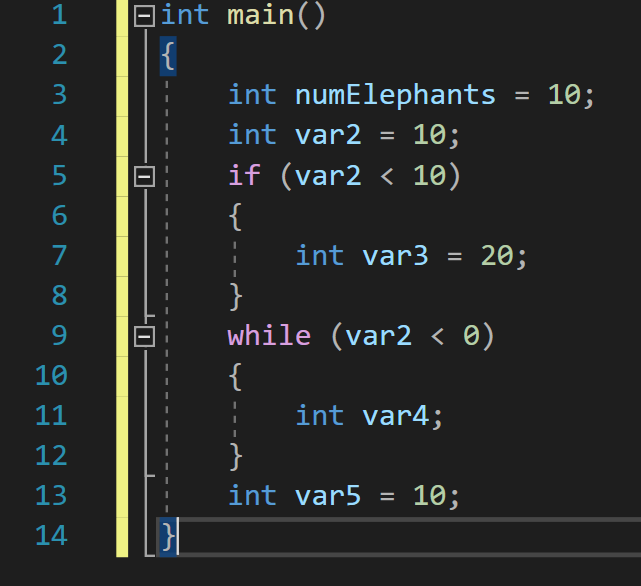 1 int main()
2 {
3     int numElephants = 10;
4     int var2 = 10;
5     if (var2 < 10)
6     {
7         int var3 = 20;
8     }
9     while (var2 < 0)
10     {
11         int var4;
12     }
13     int var5 = 10;
14 }